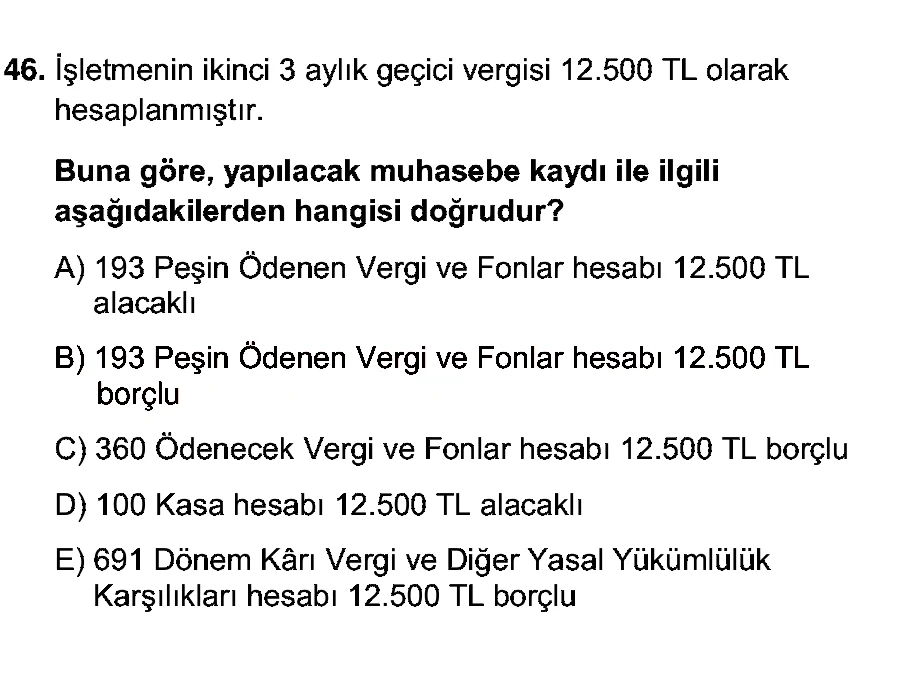 46. İşletmenin ikinci 3 aylık geçici vergisi 12.500 TL olarak
hesaplanmıştır.
Buna göre, yapılacak muhasebe kaydı ile ilgili
aşağıdakilerden hangisi doğrudur?
A) 193 Peşin Ödenen Vergi ve Fonlar hesabı 12.500 TL
alacaklı
B) 193 Peşin Ödenen Vergi ve Fonlar hesabı 12.500 TL
borçlu
C) 360 Ödenecek Vergi ve Fonlar hesabı 12.500 TL borçlu
D) 100 Kasa hesabı 12.500 TL alacaklı
E) 691 Dönem Kârı Vergi ve Diğer Yasal Yükümlülük
Karşılıkları hesabı 12.500 TL borçlu